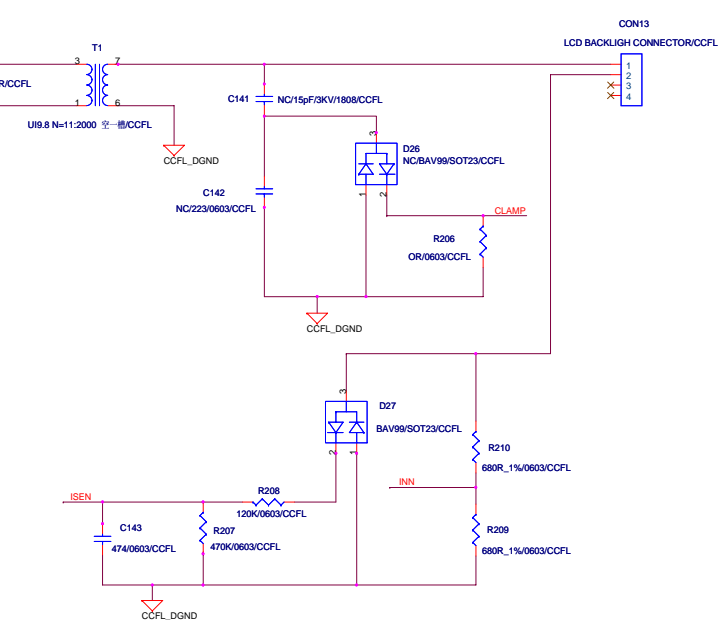 CON13
LCD BACKLIGH CONNECTOR/CCFL
T1
3
7
1
2
3
4
R/CCFL
C141
NC/15pF/3KV/1808/CCFL
1
6
UI9.8 N=11:2000 空一槽/CCFL
3
D26
NC/BAV99/SOT23/CCFL
CCFL_DGND
C142
NC/223/0603/CCFL
1
2
CLAMP
R206
OR/0603/CCFL
CCFL_DGND
3
D27
BAV99/SOT23/CCFL
2
1
R210
680R_1%/0603/CCFL
INN
ISEN
R208
120K/0603/CCFL
C143
474/0603/CCFL
R207
470K/0603/CCFL
R209
680R_1%/0603/CCFL
CCFL_DGND